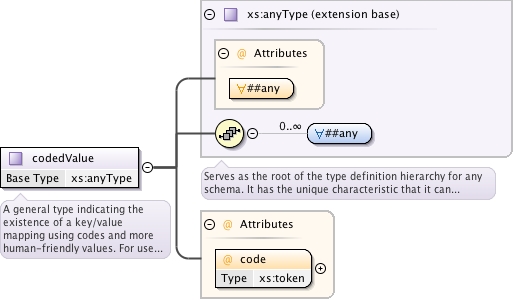 xs:anyType (extension base)
@ Attributes
∀##any
0..∞
∀##any
codedValue
Base Type xs:anyType
Serves as the root of the type definition hierarchy for any
schema. It has the unique characteristic that it can...
A general type indicating the
existence of a key/value
mapping using codes and more
human-friendly values. For use...
@ Attributes
@ code
Type xs:token